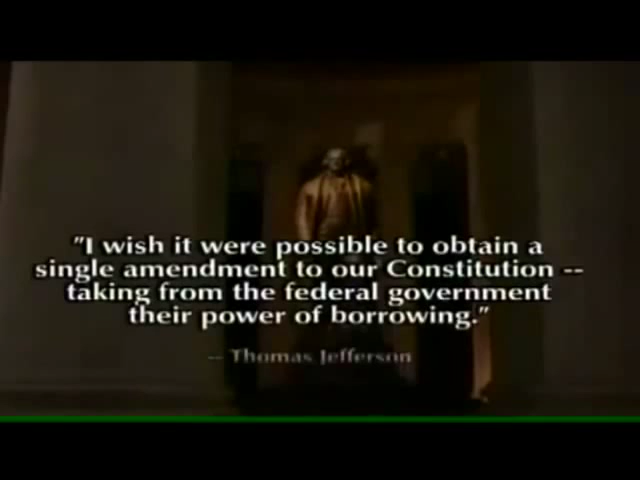 "I wish it were possible to obtain a
single amendment to our Constitution --
taking from the federal government
their power of borrowing."
-- Thomas Jefferson